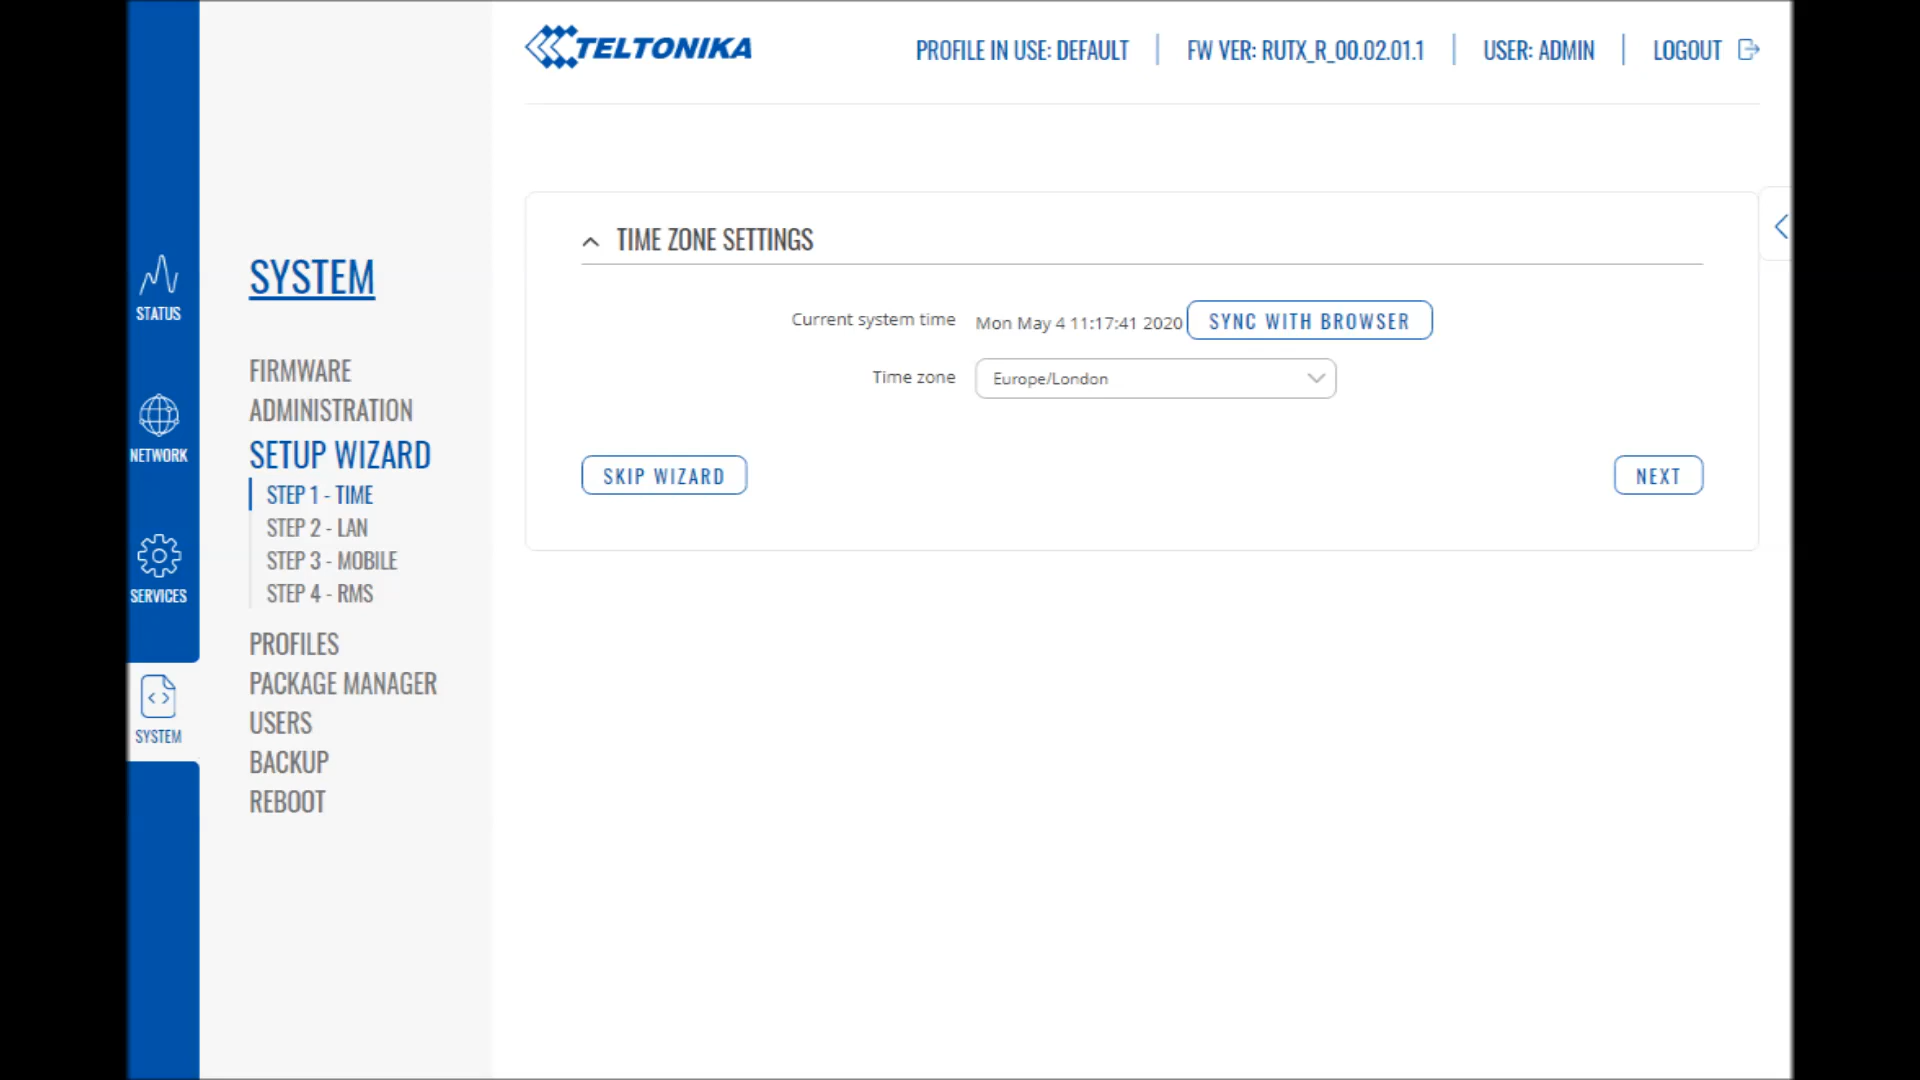 TELTONIKA
PROFILE IN USE: DEFAULT
FW VER: RUTX_R_00.02.01.1
USER: ADMIN
LOGOUT
STATUS
NETWORK
SERVICES
SYSTEM
SYSTEM
FIRMWARE
ADMINISTRATION
SETUP WIZARD
STEP 1 - TIME
STEP 2 - LAN
STEP 3 - MOBILE
STEP 4 - RMS
PROFILES
PACKAGE MANAGER
USERS
BACKUP
REBOOT
TIME ZONE SETTINGS
Current system time Mon May 4 11:17:41 2020 SYNC WITH BROWSER
Time zone Europe/London
SKIP WIZARD
NEXT